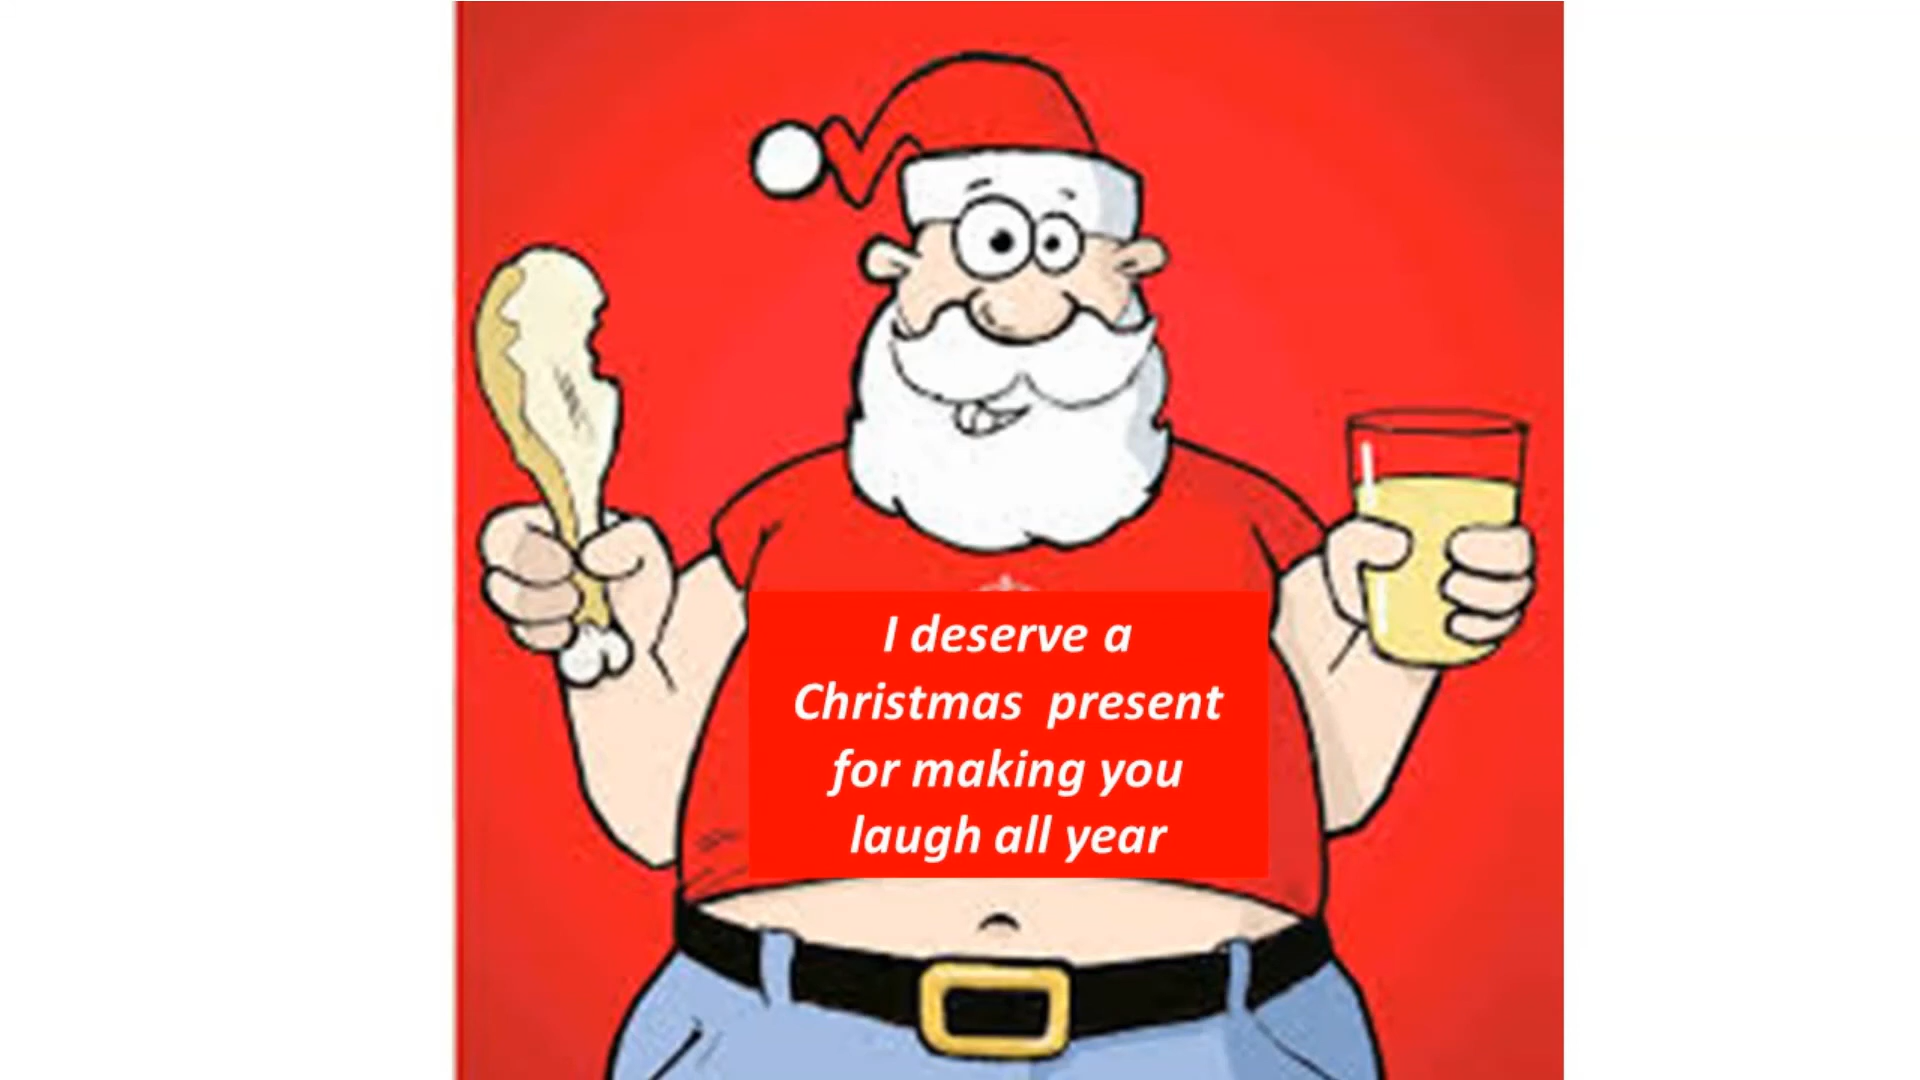 I deserve a
Christmas present
for making you
laugh all year